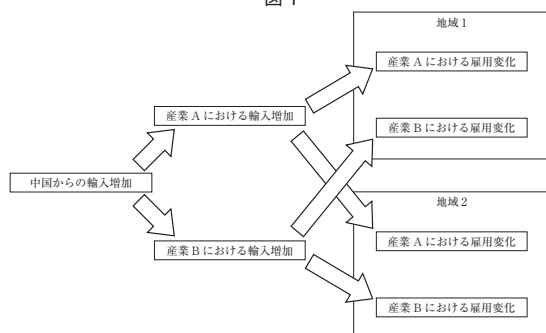 図1
地域1
産業Aにおける雇用変化
産業Aにおける輸入増加
産業Bにおける雇用変化
中国からの輸入増加
地域2
産業Aにおける雇用変化
産業Bにおける輸入増加
産業Bにおける雇用変化